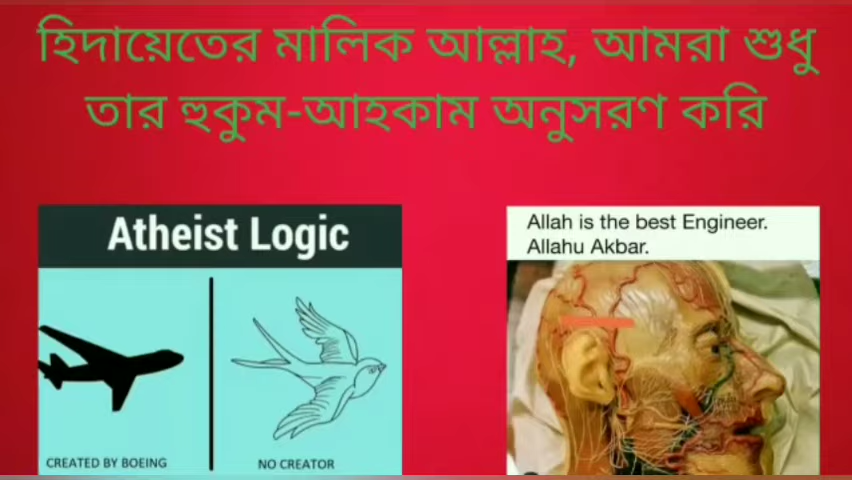 হিদায়েতের মালিক আল্লাহ, আমরা শুধু
তার হুকুম-আহকাম অনুসরণ করি
Atheist Logic
CREATED BY BOEING
NO CREATOR
Allah is the best Engineer.
Allahu Akbar.